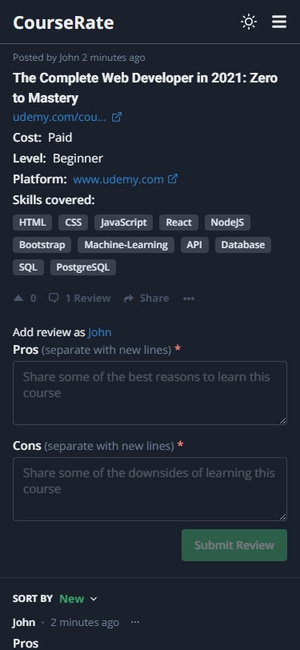 CourseRate
Posted by John 2 minutes ago
The Complete Web Developer in 2021: Zero
to Mastery
udemy.com/cou...
Cost: Paid
Level: Beginner
Platform: www.udemy.com
Skills covered:
HTML CSS JavaScript React NodeJS
Bootstrap Machine-Learning API Database
SQL PostgreSQL
0 1 Review Share ...
Add review as John
Pros (separate with new lines) *
Share some of the best reasons to learn this
course
Cons (separate with new lines) *
Share some of the downsides of learning this
course
Submit Review
SORT BY New
John · 2 minutes ago ...
Pros